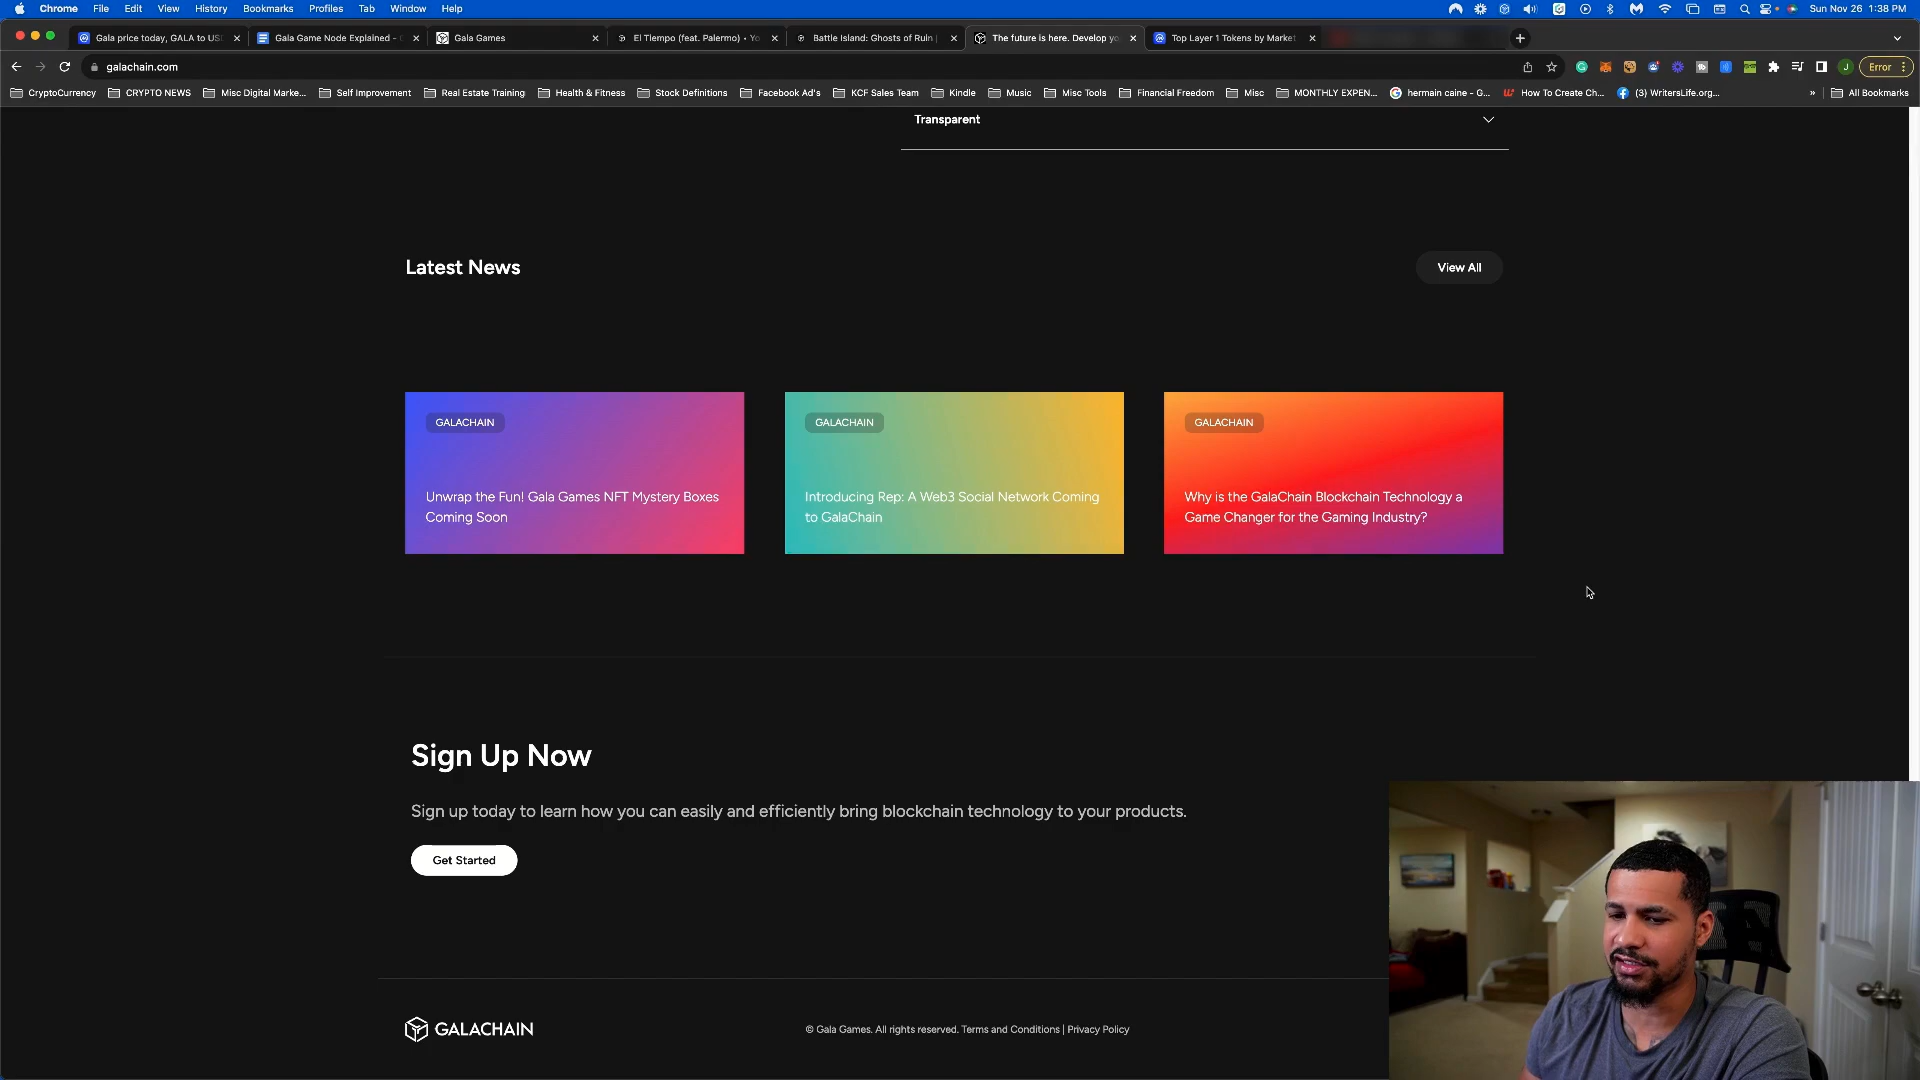 Chrome File Edit View History Bookmarks Profiles Tab Window Help Sun Nov 26 1:38 PM
Gala price today, GALA to US Gala Game Node Explained - Gala Games El Tiempo (feat. Palermo) • Yo Battle Island: Ghosts of Ruin The future is here. Develop yo Top Layer 1 Tokens by Market
galachain.com J Error
CryptoCurrency CRYPTO NEWS Misc Digital Marke... Self Improvement Real Estate Training Health & Fitness Stock Definitions Facebook Ad's KCF Sales Team Kindle Music Misc Tools Financial Freedom Misc MONTHLY EXPEN... hermain caine - G... How To Create Ch... (3) WritersLife.org... » All Bookmarks
Transparent
Latest News
View All
GALACHAIN
Unwrap the Fun! Gala Games NFT Mystery Boxes
Coming Soon
GALACHAIN
Introducing Rep: A Web3 Social Network Coming
to GalaChain
GALACHAIN
Why is the GalaChain Blockchain Technology a
Game Changer for the Gaming Industry?
Sign Up Now
Sign up today to learn how you can easily and efficiently bring blockchain technology to your products.
Get Started
GALACHAIN
© Gala Games. All rights reserved. Terms and Conditions | Privacy Policy